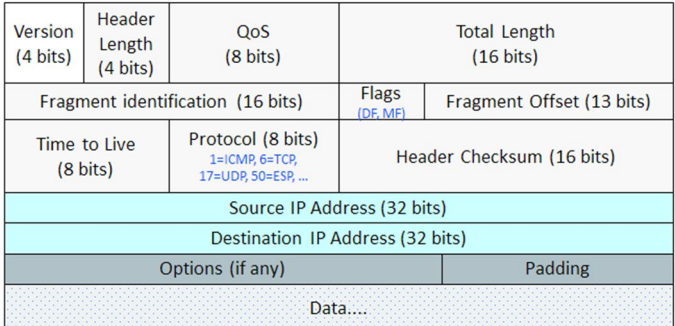 Version
(4 bits)
Header
Length
(4 bits)
QoS
(8 bits)
Total Length
(16 bits)
Fragment identification (16 bits)
Flags
(DF, MF)
Fragment Offset (13 bits)
Time to Live
(8 bits)
Protocol (8 bits)
1=ICMP, 6=TCP,
17=UDP, 50=ESP, ...
Header Checksum (16 bits)
Source IP Address (32 bits)
Destination IP Address (32 bits)
Options (if any)
Padding
Data....